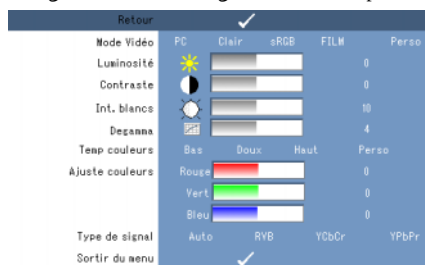 Retour
Mode Vidéo PC Clair sRGB FILM Perso
Luminosité 0
Contraste 0
Int. blancs 10
Degamma 4
Temp couleurs Bas Doux Haut Perso
Ajuste couleurs Rouge 0
Vert 0
Bleu 0
Type de signal Auto RVB YCbCr YPbPr
Sortir du menu